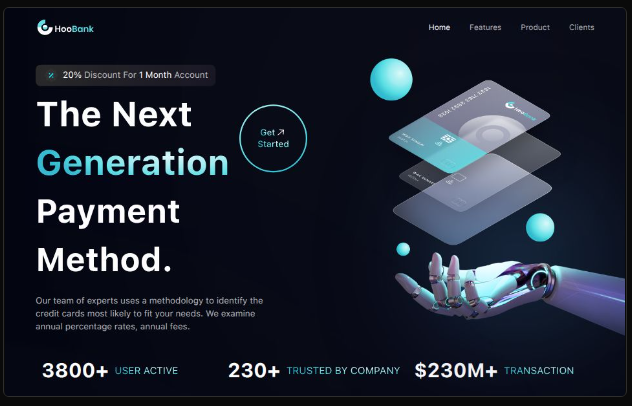 HooBank
Home Features Product Clients
20% Discount For 1 Month Account
The Next
Generation
Payment
Method.
Get
Started
Our team of experts uses a methodology to identify the
credit cards most likely to fit your needs. We examine
annual percentage rates, annual fees.
HooBank
3800+ USER ACTIVE
230+ TRUSTED BY COMPANY
$230M+ TRANSACTION